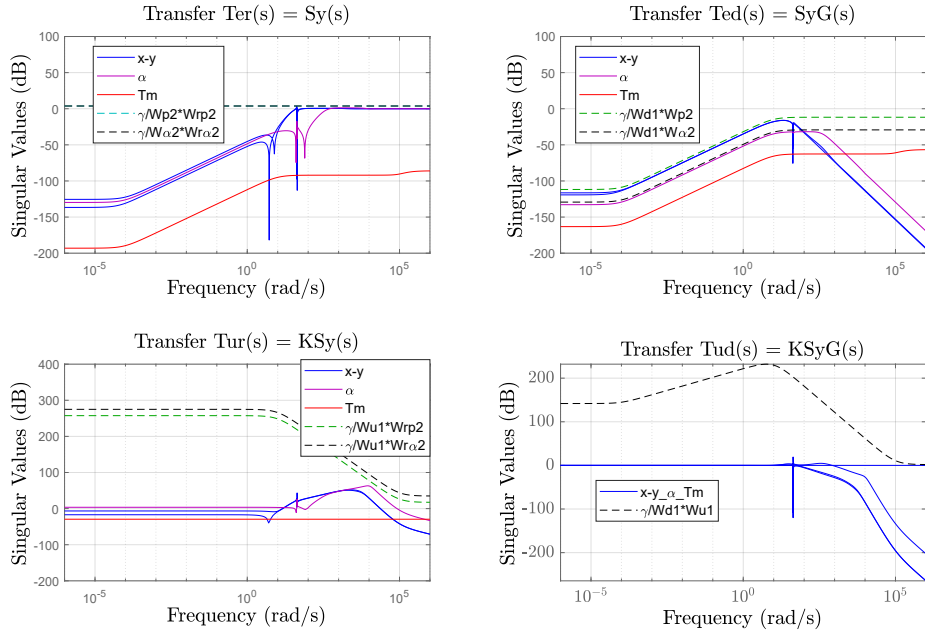 Transfer Ter(s) = Sy(s)
Singular Values (dB)
100
50
0
-50
-100
-150
-200
x-y
α
Tm
γ/Wp2*Wrp2
γ/Wα2*Wrα2
10^-5
10^0
10^5
Frequency (rad/s)
Transfer Ted(s) = SyG(s)
Singular Values (dB)
100
50
0
-50
-100
-150
-200
x-y
α
Tm
γ/Wd1*Wp2
γ/Wd1*Wα2
10^-5
10^0
10^5
Frequency (rad/s)
Transfer Tur(s) = KSy(s)
Singular Values (dB)
400
300
200
100
0
-100
-200
x-y
α
Tm
γ/Wu1*Wrp2
γ/Wu1*Wrα2
10^-5
10^0
10^5
Frequency (rad/s)
Transfer Tud(s) = KSyG(s)
Singular Values (dB)
200
100
0
-100
-200
x-y_α_Tm
γ/Wd1*Wu1
10^-5
10^0
10^5
Frequency (rad/s)